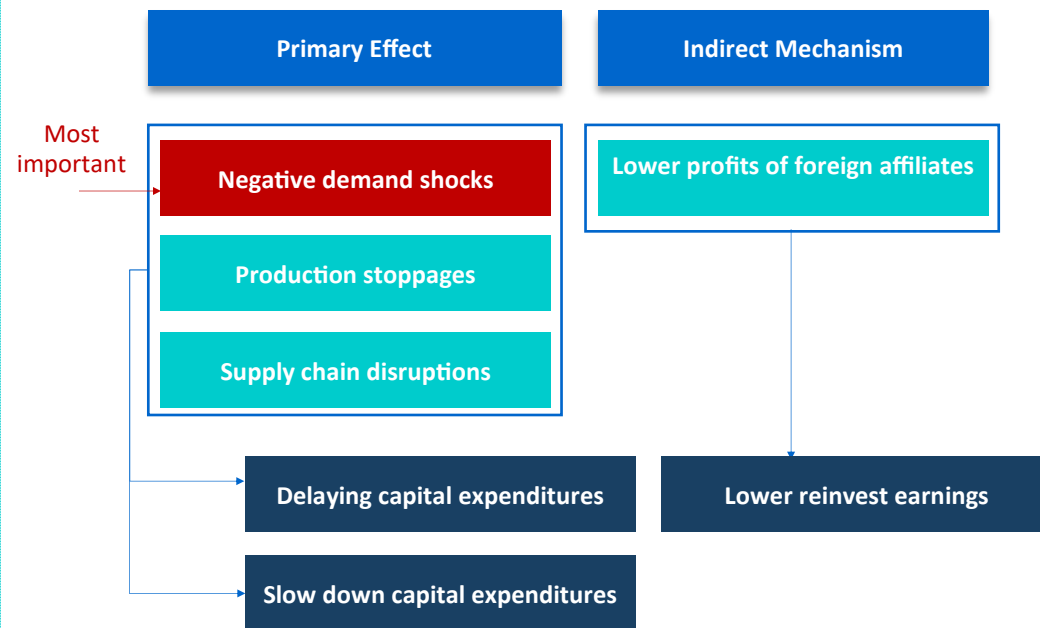 Primary Effect
Indirect Mechanism
Most
important
Negative demand shocks
Lower profits of foreign affiliates
Production stoppages
Supply chain disruptions
Delaying capital expenditures
Lower reinvest earnings
Slow down capital expenditures